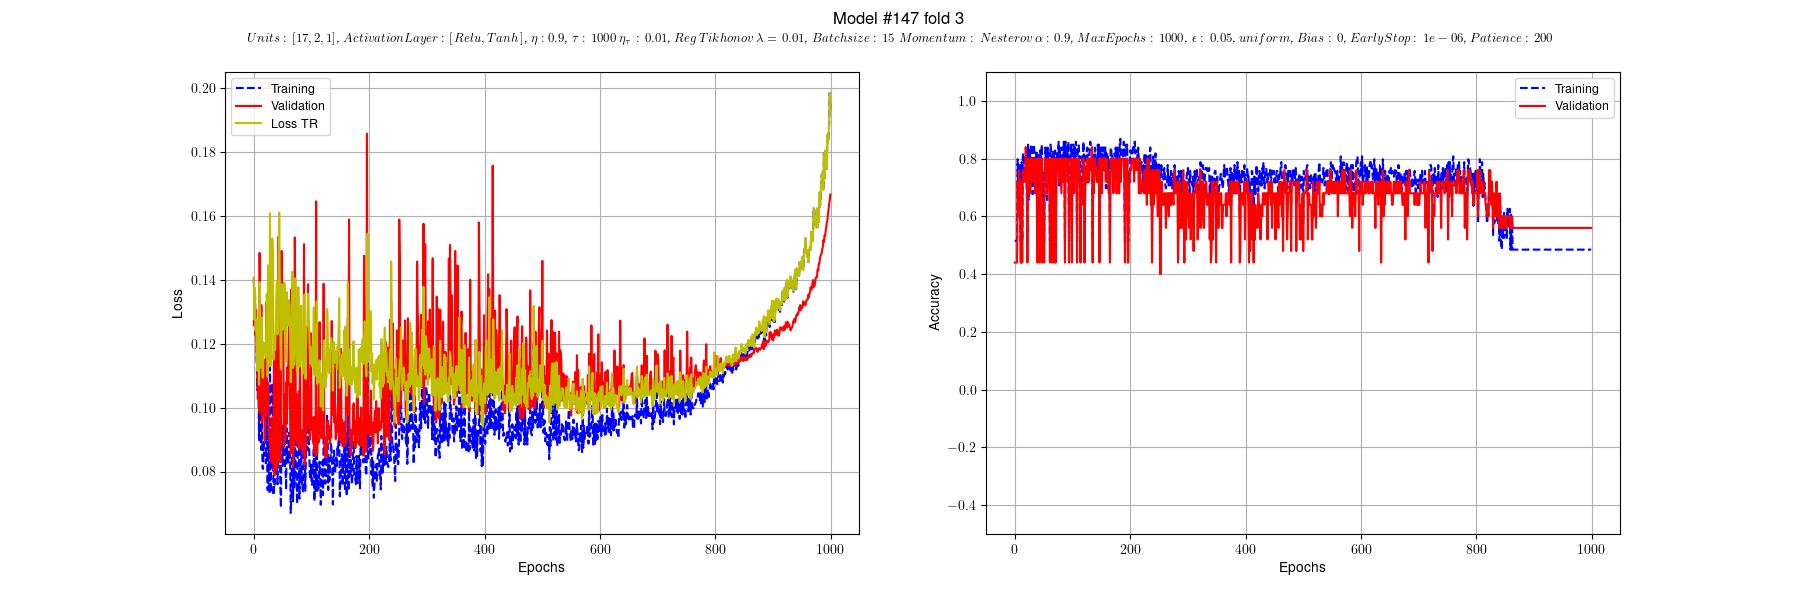 Model #147 fold 3
Units : [17, 2, 1], ActivationLayer : [Relu, Tanh], η : 0.9, τ : 1000 η_τ : 0.01, Reg Tikhonov λ = 0.01, Batchsize : 15 Momentum : Nesterov α : 0.9, MaxEpochs : 1000, ϵ : 0.05, uniform, Bias : 0, EarlyStop : 1e − 06, Patience : 200
Training
Validation
Loss TR
0.20
0.18
0.16
0.14
0.12
0.10
0.08
Loss
0 200 400 600 800 1000
Epochs
Training
Validation
1.0
0.8
0.6
0.4
0.2
0.0
−0.2
−0.4
Accuracy
0 200 400 600 800 1000
Epochs